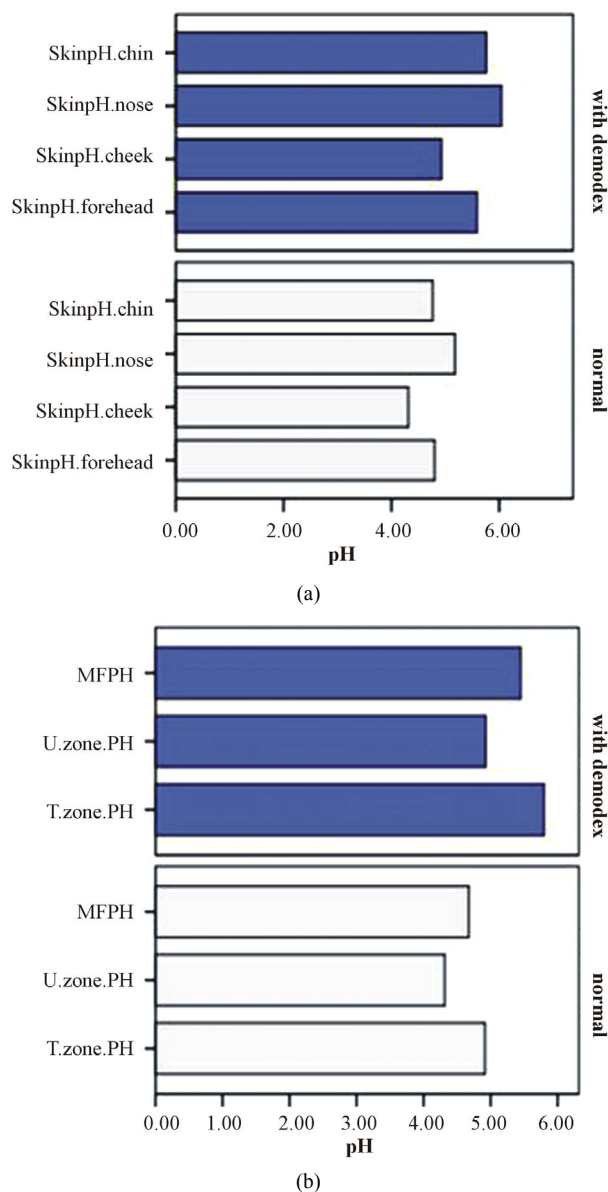 SkinpH.chin
SkinpH.nose
SkinpH.cheek
SkinpH.forehead
with demodex
SkinpH.chin
SkinpH.nose
SkinpH.cheek
SkinpH.forehead
normal
0.00 2.00 4.00 6.00
pH
(a)
MFPH
U.zone.PH
T.zone.PH
with demodex
MFPH
U.zone.PH
T.zone.PH
normal
0.00 1.00 2.00 3.00 4.00 5.00 6.00
pH
(b)